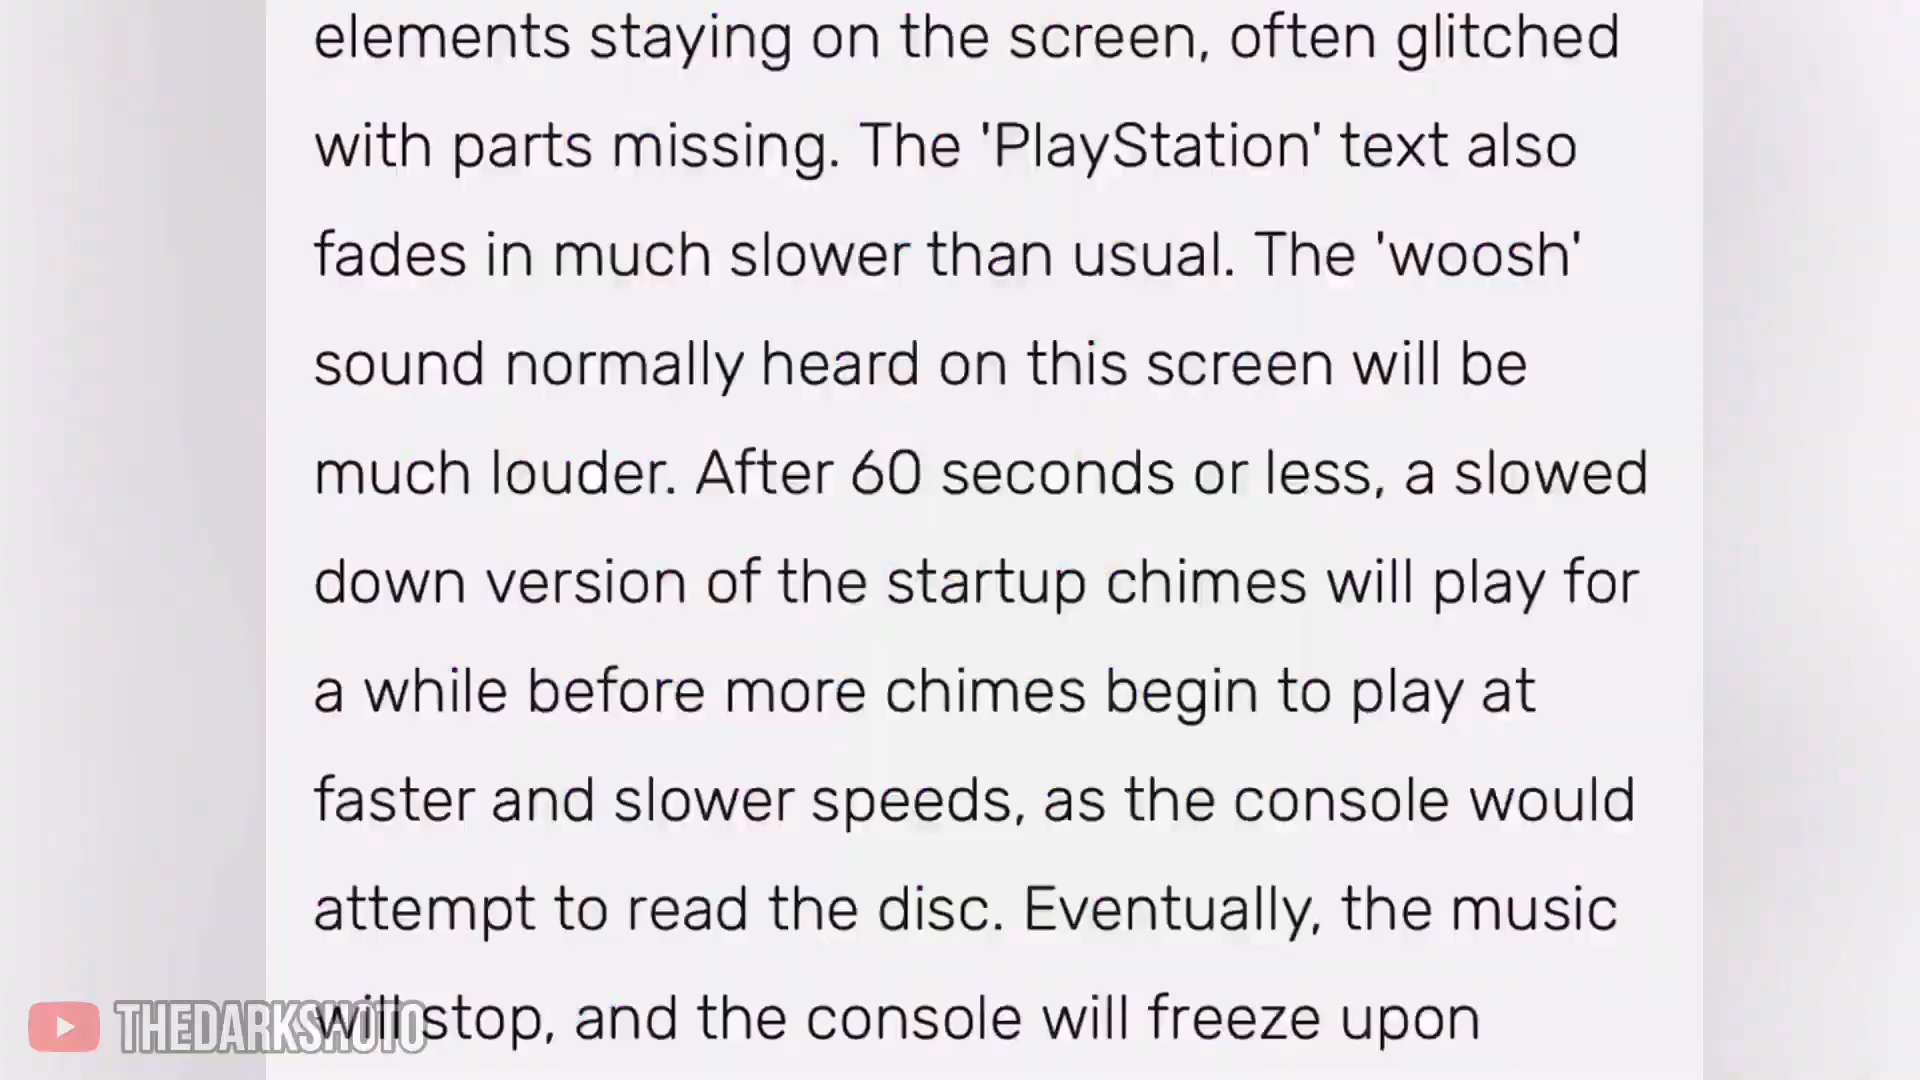 elements staying on the screen, often glitched
with parts missing. The 'PlayStation' text also
fades in much slower than usual. The 'woosh'
sound normally heard on this screen will be
much louder. After 60 seconds or less, a slowed
down version of the startup chimes will play for
a while before more chimes begin to play at
faster and slower speeds, as the console would
attempt to read the disc. Eventually, the music
will stop, and the console will freeze upon
THEDARKSHOTO